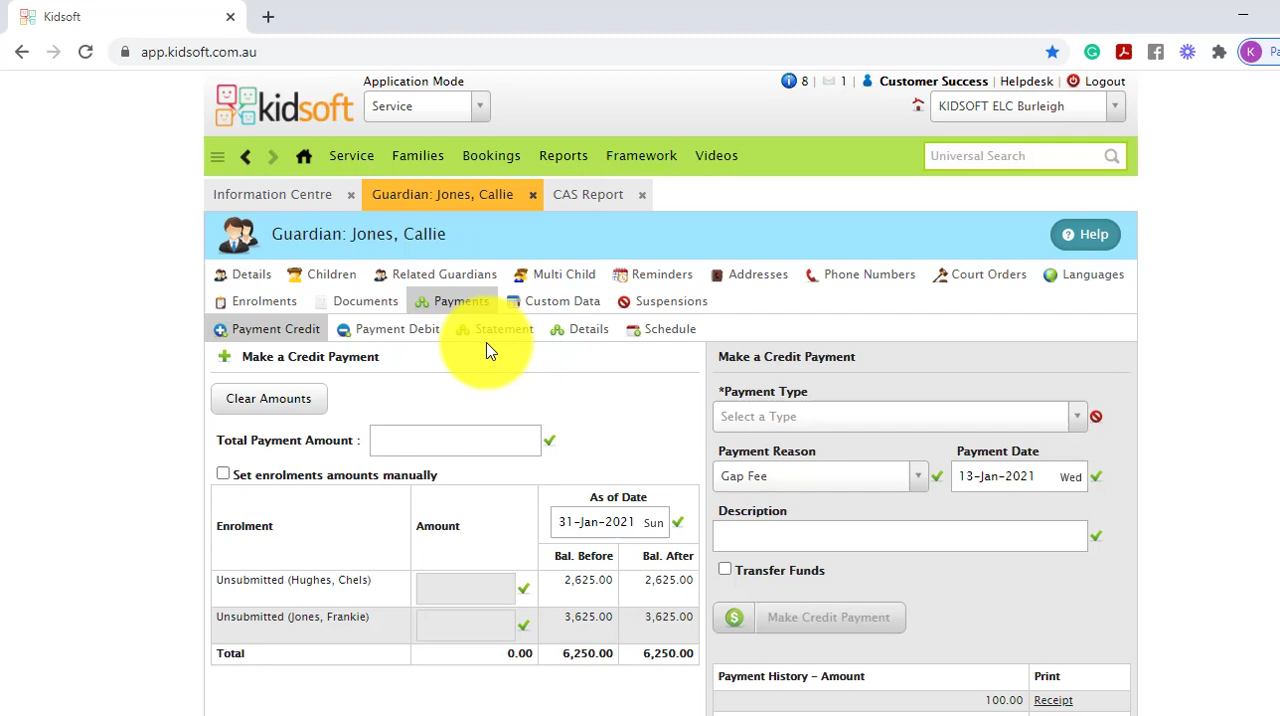 Kidsoft
app.kidsoft.com.au
K
Application Mode
8 | 1 Customer Success | Helpdesk | Logout
kidsoft
Service
KIDSOFT ELC Burleigh
Service Families Bookings Reports Framework Videos
Universal Search
Information Centre Guardian: Jones, Callie CAS Report
Guardian: Jones, Callie
Help
Details Children Related Guardians Multi Child Reminders Addresses Phone Numbers Court Orders Languages
Enrolments Documents Payments Custom Data Suspensions
Payment Credit Payment Debit Statement Details Schedule
Make a Credit Payment
Clear Amounts
Total Payment Amount :
Set enrolments amounts manually
Enrolment Amount As of Date
31-Jan-2021 Sun
Bal. Before Bal. After
Unsubmitted (Hughes, Chels) 2,625.00 2,625.00
Unsubmitted (Jones, Frankie) 3,625.00 3,625.00
Total 0.00 6,250.00 6,250.00
Make a Credit Payment
*Payment Type
Select a Type
Payment Reason Payment Date
Gap Fee 13-Jan-2021 Wed
Description
Transfer Funds
$ Make Credit Payment
Payment History - Amount Print
100.00 Receipt